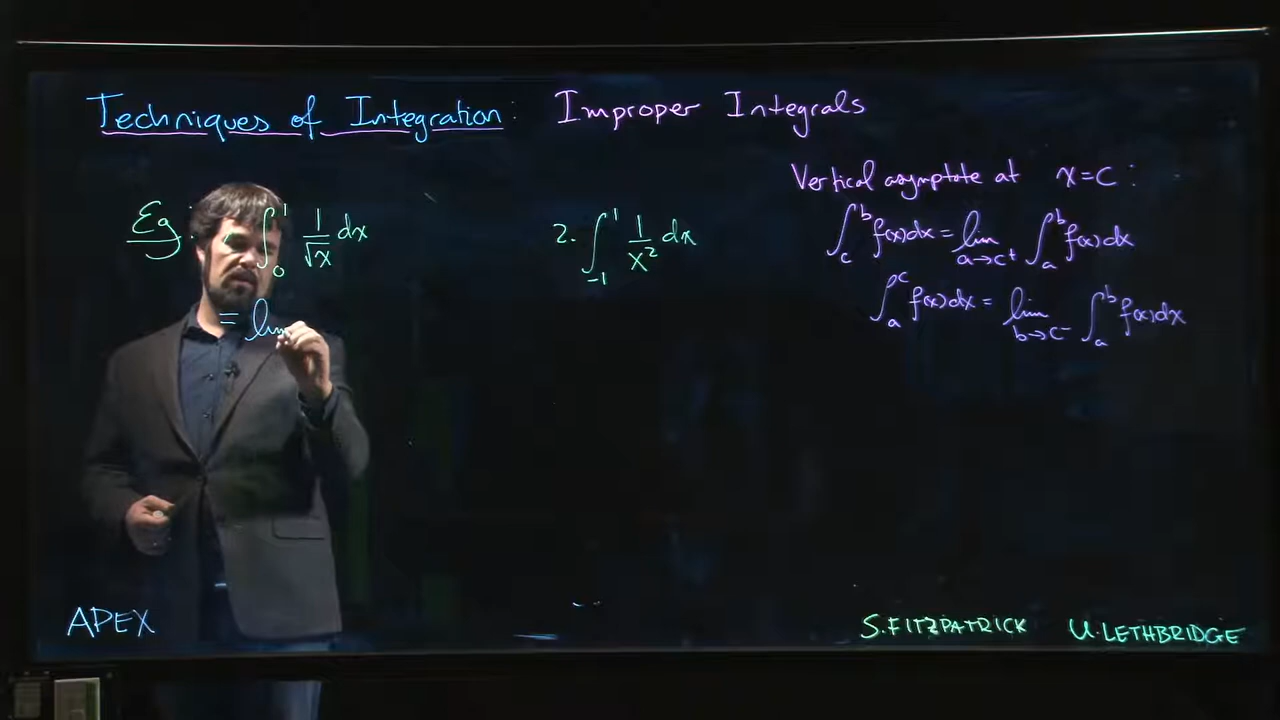 Techniques of Integration: Improper Integrals
Vertical asymptote at x=c:
∫_c^b f(x)dx = lim_{a→c⁺} ∫_a^b f(x)dx
∫_a^c f(x)dx = lim_{b→c⁻} ∫_a^b f(x)dx
Eg: ∫_0^1 1/√x dx
= lim
2. ∫_{-1}^1 1/x² dx
APEX
S.FITZPATRICK U.LETHBRIDGE